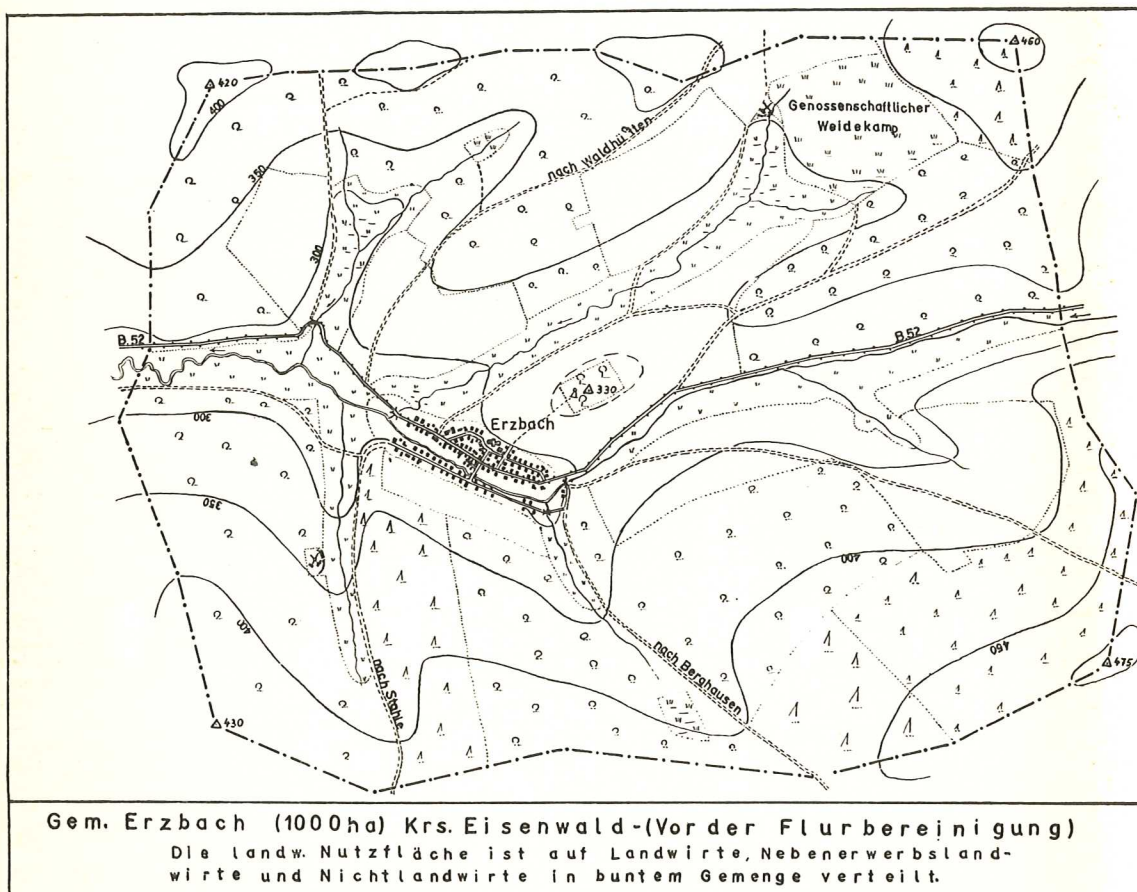 420
400
460
Genossenschaftlicher
Weidekamp
nach Waldhütten
350
300
B.52
B.52
330
Erzbach
300
350
400
400
450
475
430
nach Stahle
nach Berghausen
Gem. Erzbach (1000ha) Krs. Eisenwald-(Vor der Flurbereinigung)
Die landw. Nutzfläche ist auf Landwirte, Nebenerwerbsland-
wirte und Nichtlandwirte in buntem Gemenge verteilt.